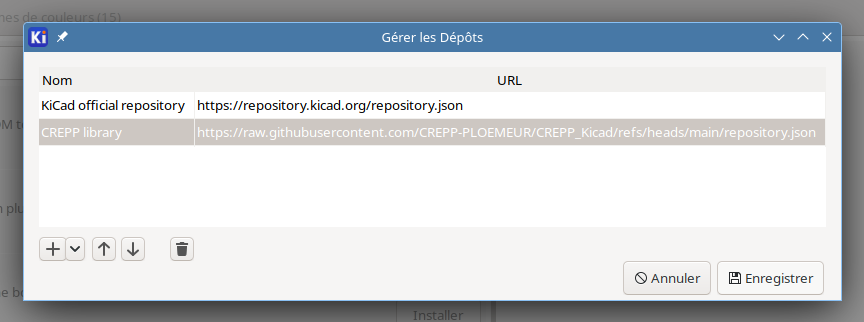 nes de couleurs (15)
Ki
Gérer les Dépôts
Nom URL
KiCad official repository https://repository.kicad.org/repository.json
CREPP library https://raw.githubusercontent.com/CREPP-PLOEMEUR/CREPP_Kicad/refs/heads/main/repository.json
Annuler Enregistrer
Installer